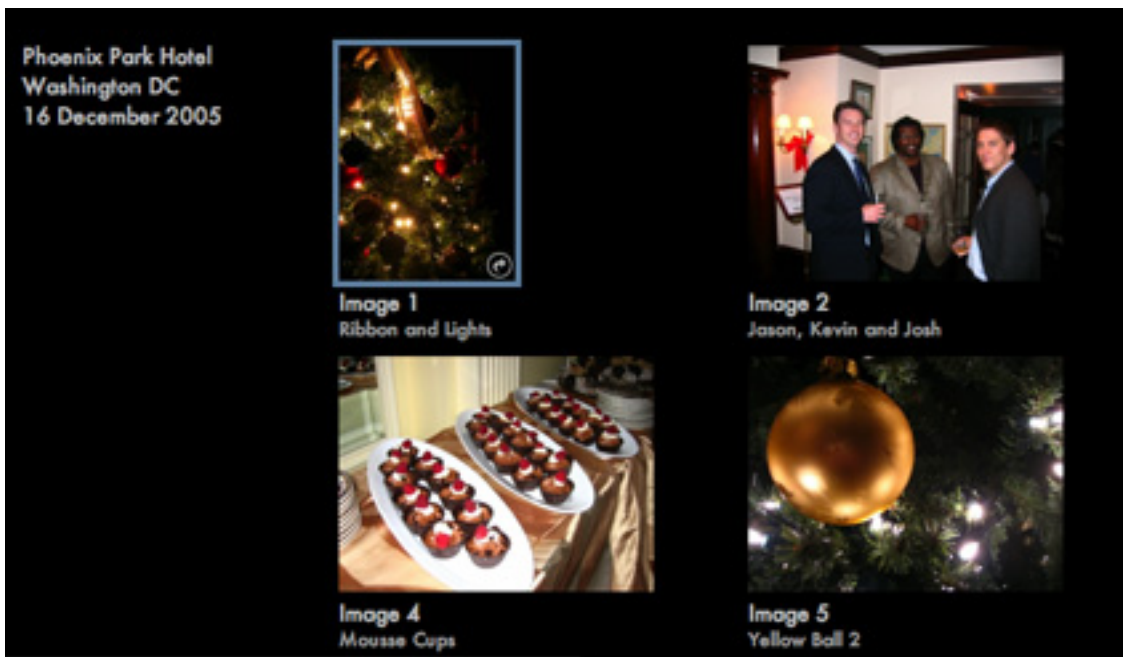 Phoenix Park Hotel
Washington DC
16 December 2005
Image 1
Ribbon and Lights
Image 2
Jason, Kevin and Josh
Image 4
Mousse Cups
Image 5
Yellow Ball 2